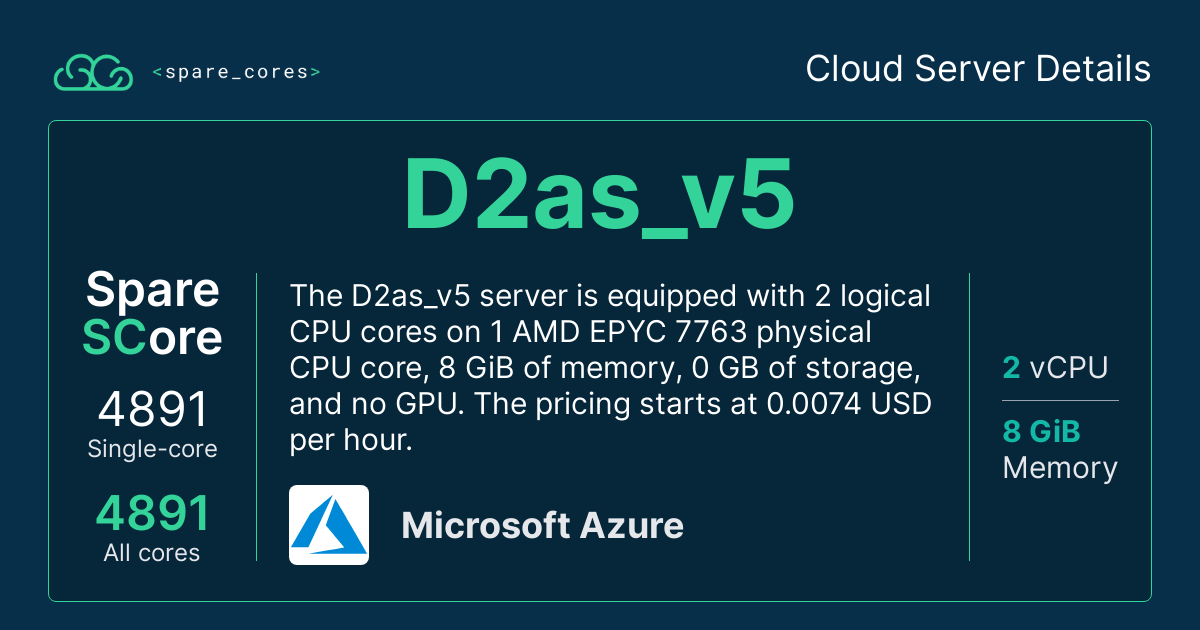 <spare_cores>
Cloud Server Details
D2as_v5
Spare
SCore
4891
Single-core
4891
All cores
The D2as_v5 server is equipped with 2 logical
CPU cores on 1 AMD EPYC 7763 physical
CPU core, 8 GiB of memory, 0 GB of storage,
and no GPU. The pricing starts at 0.0074 USD
per hour.
Microsoft Azure
2 vCPU
8 GiB
Memory